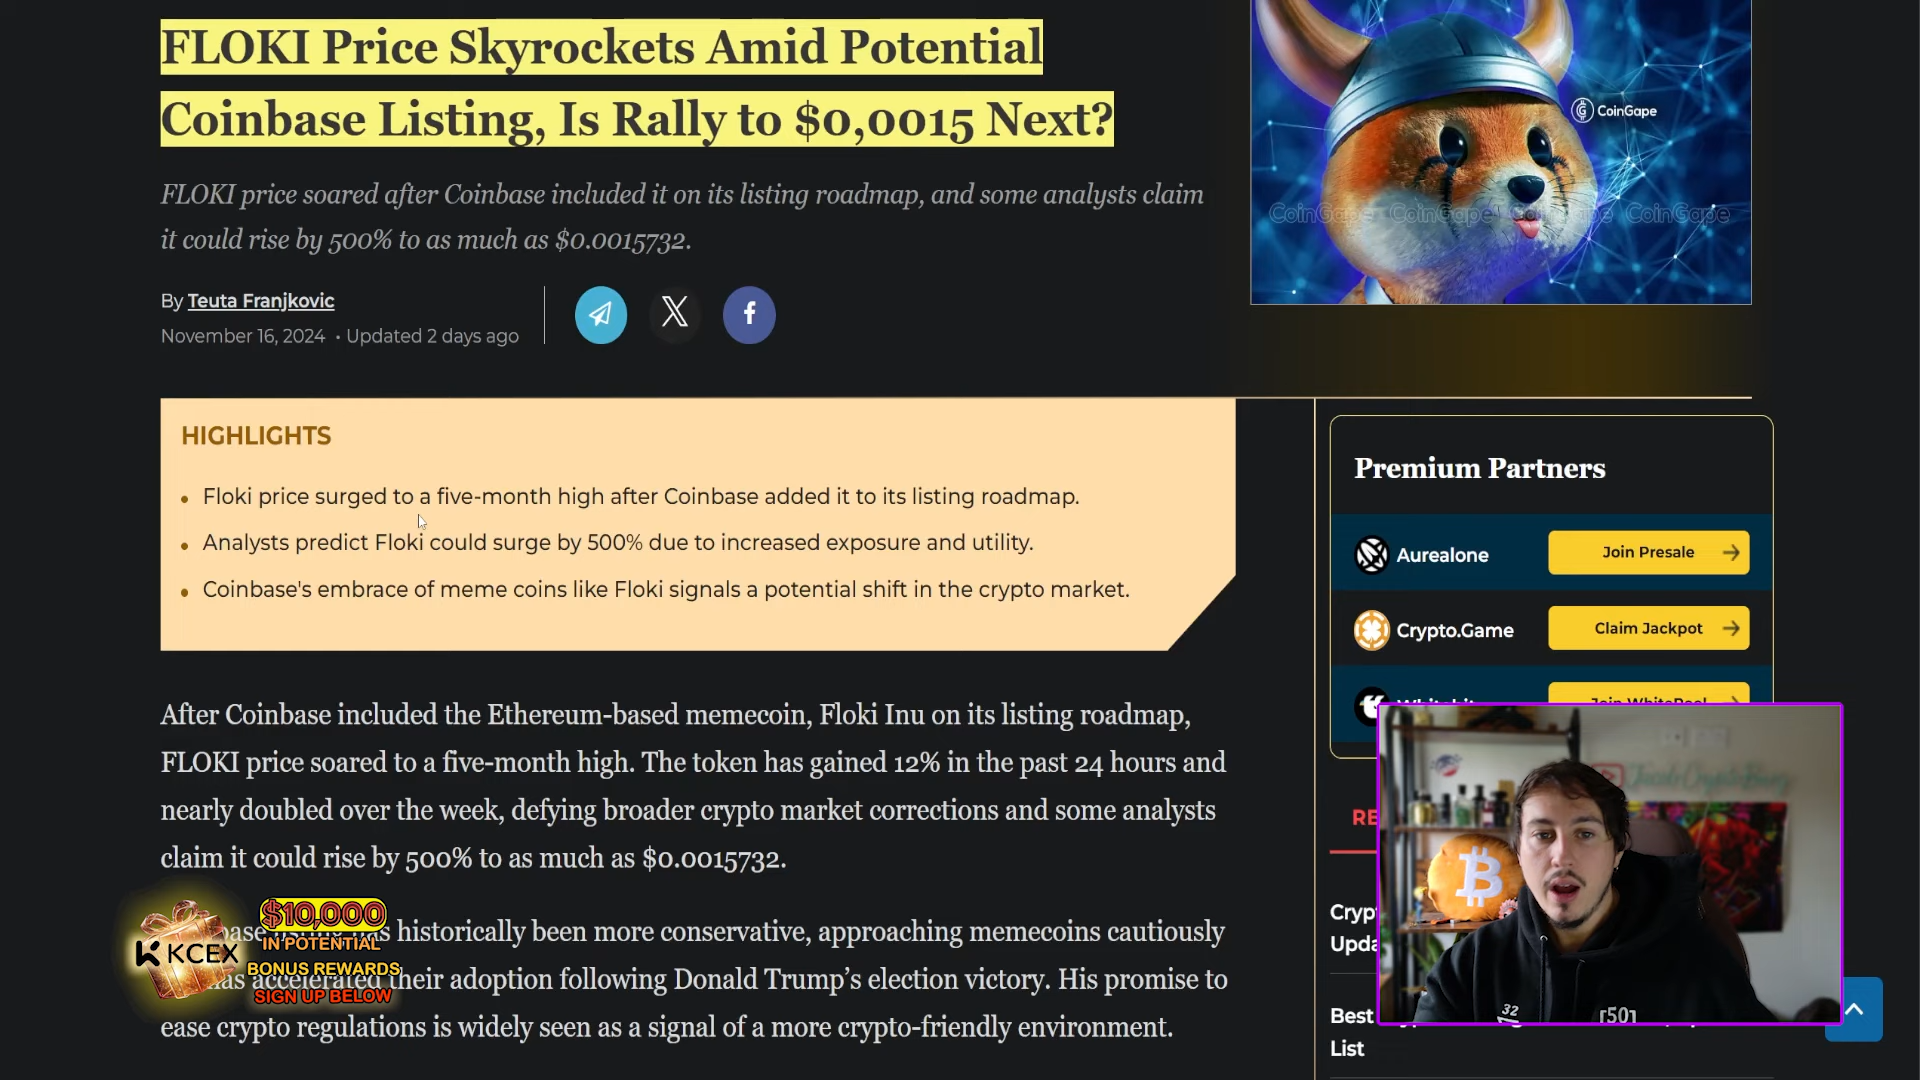 FLOKI Price Skyrockets Amid Potential
Coinbase Listing, Is Rally to $0,0015 Next?
FLOKI price soared after Coinbase included it on its listing roadmap, and some analysts claim
it could rise by 500% to as much as $0.0015732.
By Teuta Franjkovic
November 16, 2024 • Updated 2 days ago
CoinGape
CoinGape CoinGape CoinGape CoinGape
HIGHLIGHTS
• Floki price surged to a five-month high after Coinbase added it to its listing roadmap.
• Analysts predict Floki could surge by 500% due to increased exposure and utility.
• Coinbase's embrace of meme coins like Floki signals a potential shift in the crypto market.
After Coinbase included the Ethereum-based memecoin, Floki Inu on its listing roadmap,
FLOKI price soared to a five-month high. The token has gained 12% in the past 24 hours and
nearly doubled over the week, defying broader crypto market corrections and some analysts
claim it could rise by 500% to as much as $0.0015732.
historically been more conservative, approaching memecoins cautiously
has accelerated their adoption following Donald Trump's election victory. His promise to
ease crypto regulations is widely seen as a signal of a more crypto-friendly environment.
KCEX
$10,000
IN POTENTIAL
BONUS REWARDS
SIGN UP BELOW
Premium Partners
Aurealone
Join Presale
Crypto.Game
Claim Jackpot
Best
List
32
50